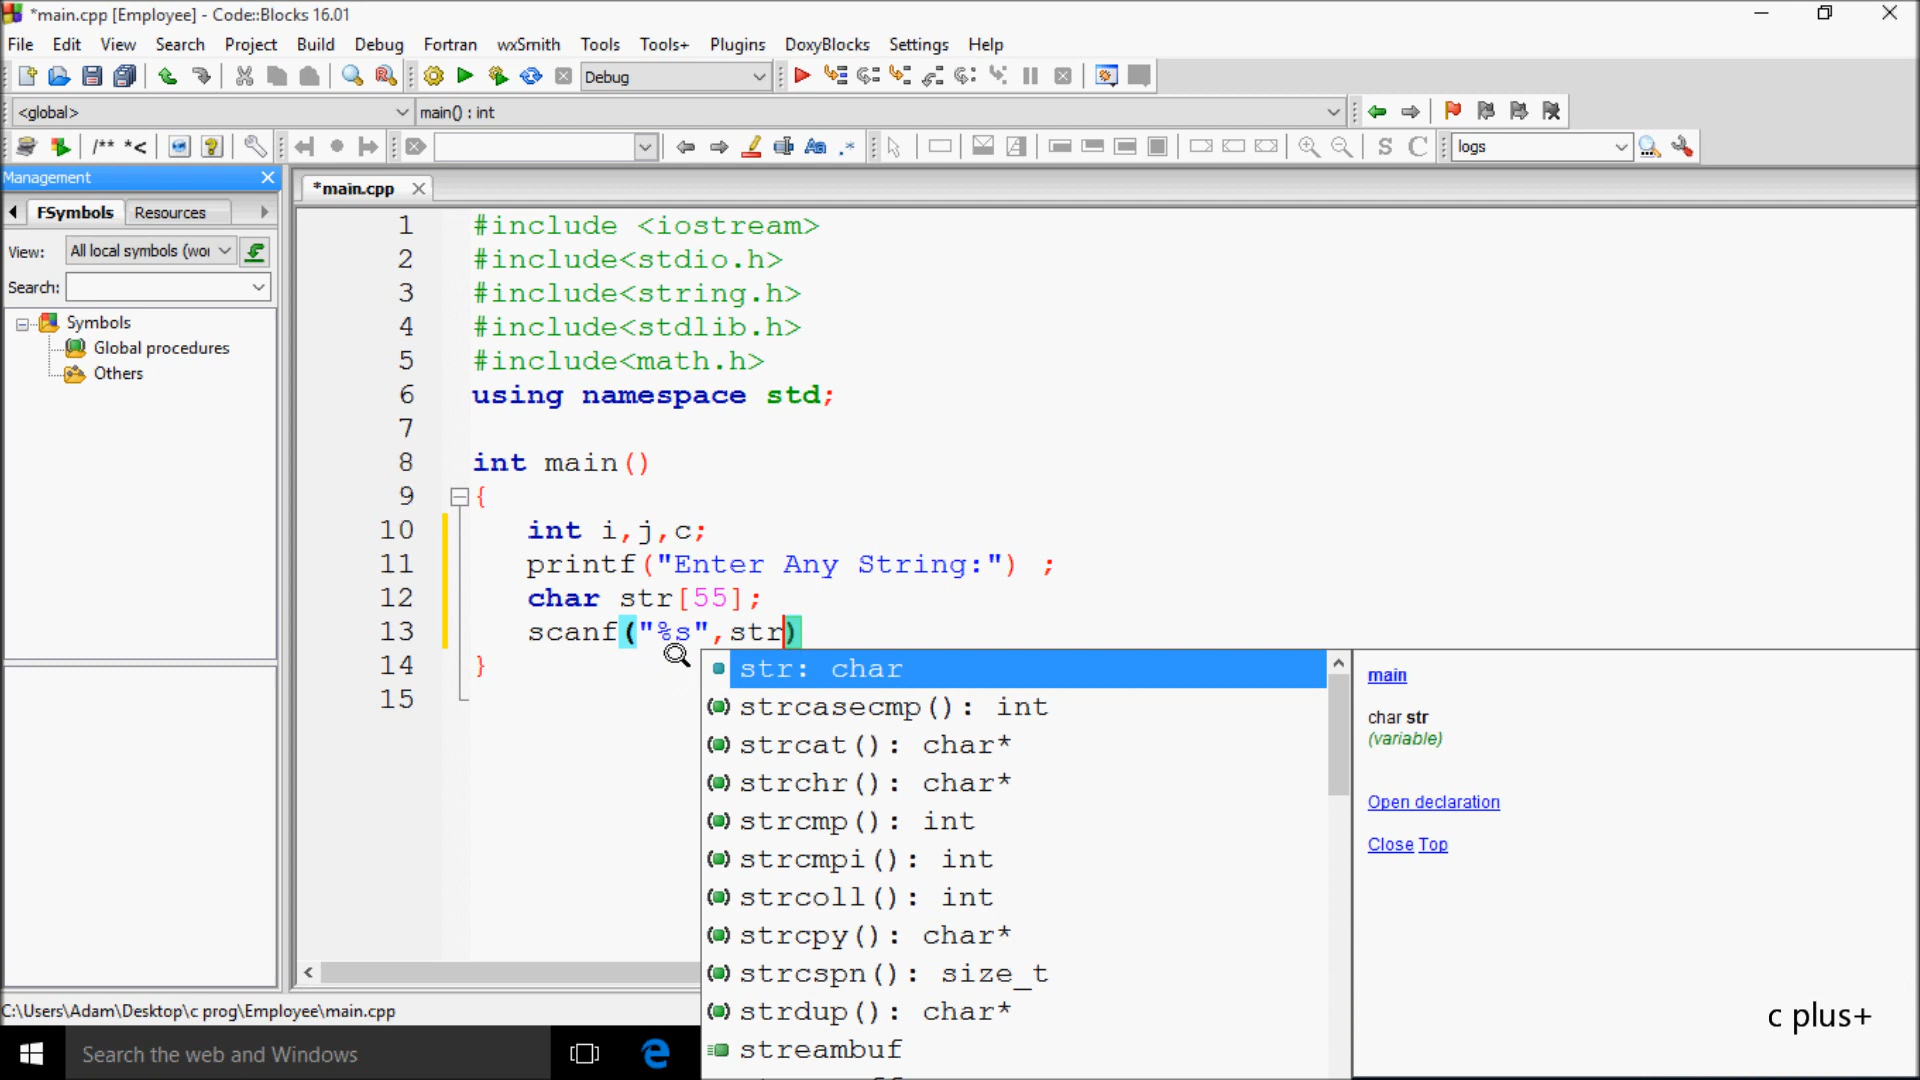 *main.cpp [Employee] - Code::Blocks 16.01
File Edit View Search Project Build Debug Fortran wxSmith Tools Tools+ Plugins DoxyBlocks Settings Help
Debug
<global> main() : int
/** *< logs
Management
*main.cpp
FSymbols Resources
View: All local symbols (wor
Search:
Symbols
Global procedures
Others
1 #include <iostream>
2 #include<stdio.h>
3 #include<string.h>
4 #include<stdlib.h>
5 #include<math.h>
6 using namespace std;
7
8 int main()
9 {
10 int i,j,c;
11 printf("Enter Any String:") ;
12 char str[55];
13 scanf("%s",str)
14 }
15
str: char
strcasecmp(): int
strcat(): char*
strchr(): char*
strcmp(): int
strcmpi(): int
strcoll(): int
strcpy(): char*
strcspn(): size_t
strdup(): char*
streambuf
main
char str
(variable)
Open declaration
Close Top
C:\Users\Adam\Desktop\c prog\Employee\main.cpp
c plus+
Search the web and Windows